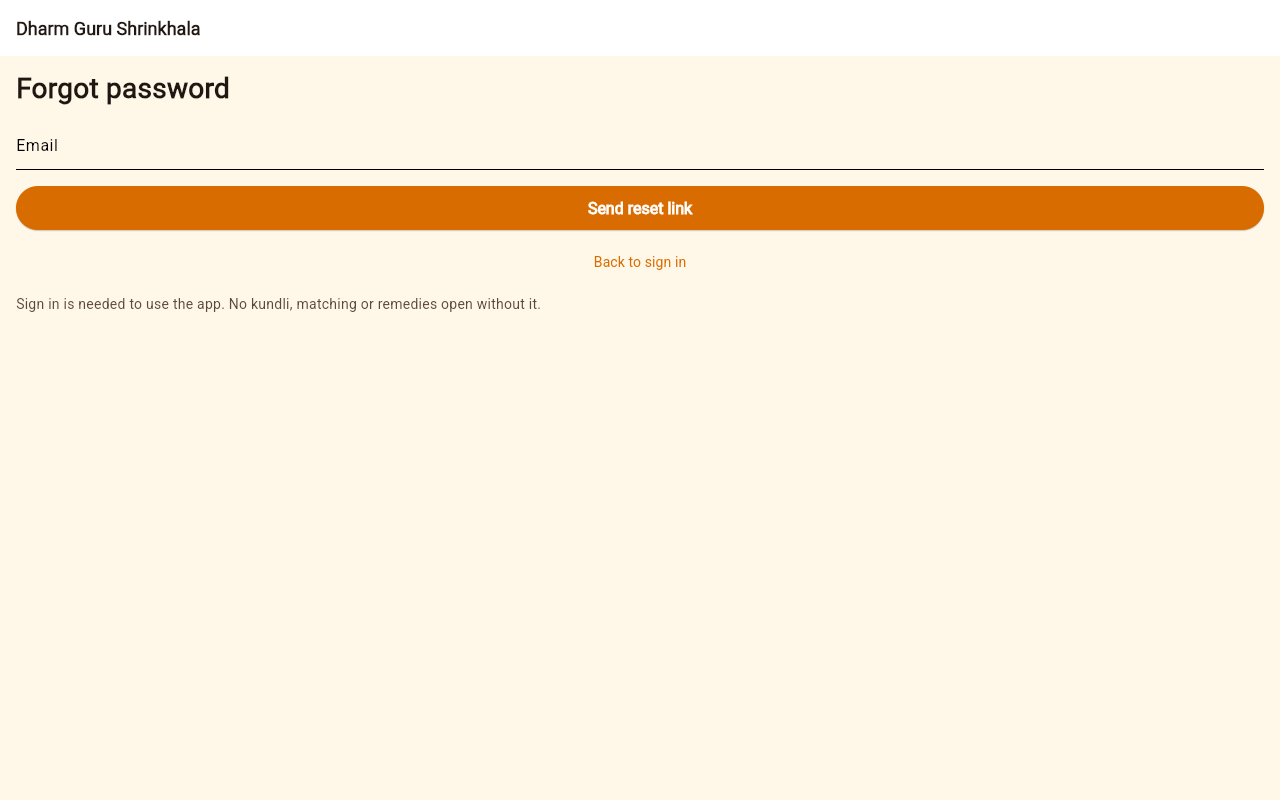 Dharm Guru Shrinkhala
Forgot password
Email
Send reset link
Back to sign in
Sign in is needed to use the app. No kundli, matching or remedies open without it.